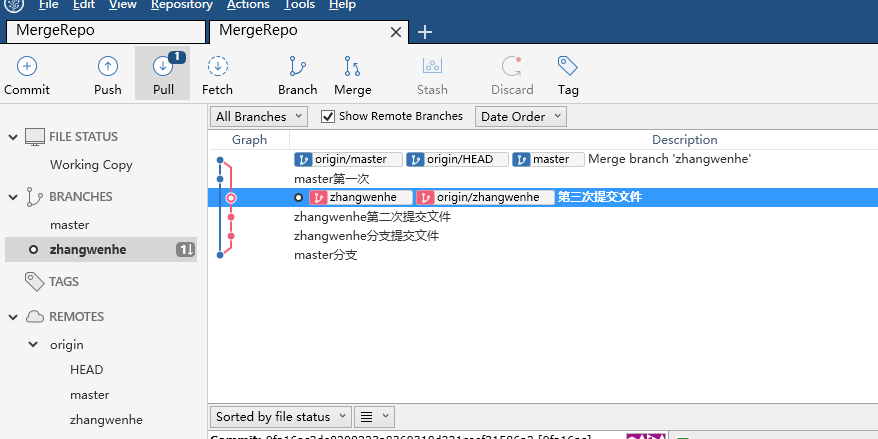 File Edit View Repository Actions Tools Help
MergeRepo MergeRepo
Commit Push Pull 1 Fetch Branch Merge Stash Discard Tag
All Branches Show Remote Branches Date Order
Graph Description
FILE STATUS
Working Copy
BRANCHES
master
zhangwenhe 1
TAGS
REMOTES
origin
HEAD
master
zhangwenhe
origin/master origin/HEAD master Merge branch 'zhangwenhe'
master第一次
zhangwenhe origin/zhangwenhe 第三次提交文件
zhangwenhe第二次提交文件
zhangwenhe分支提交文件
master分支
Sorted by file status